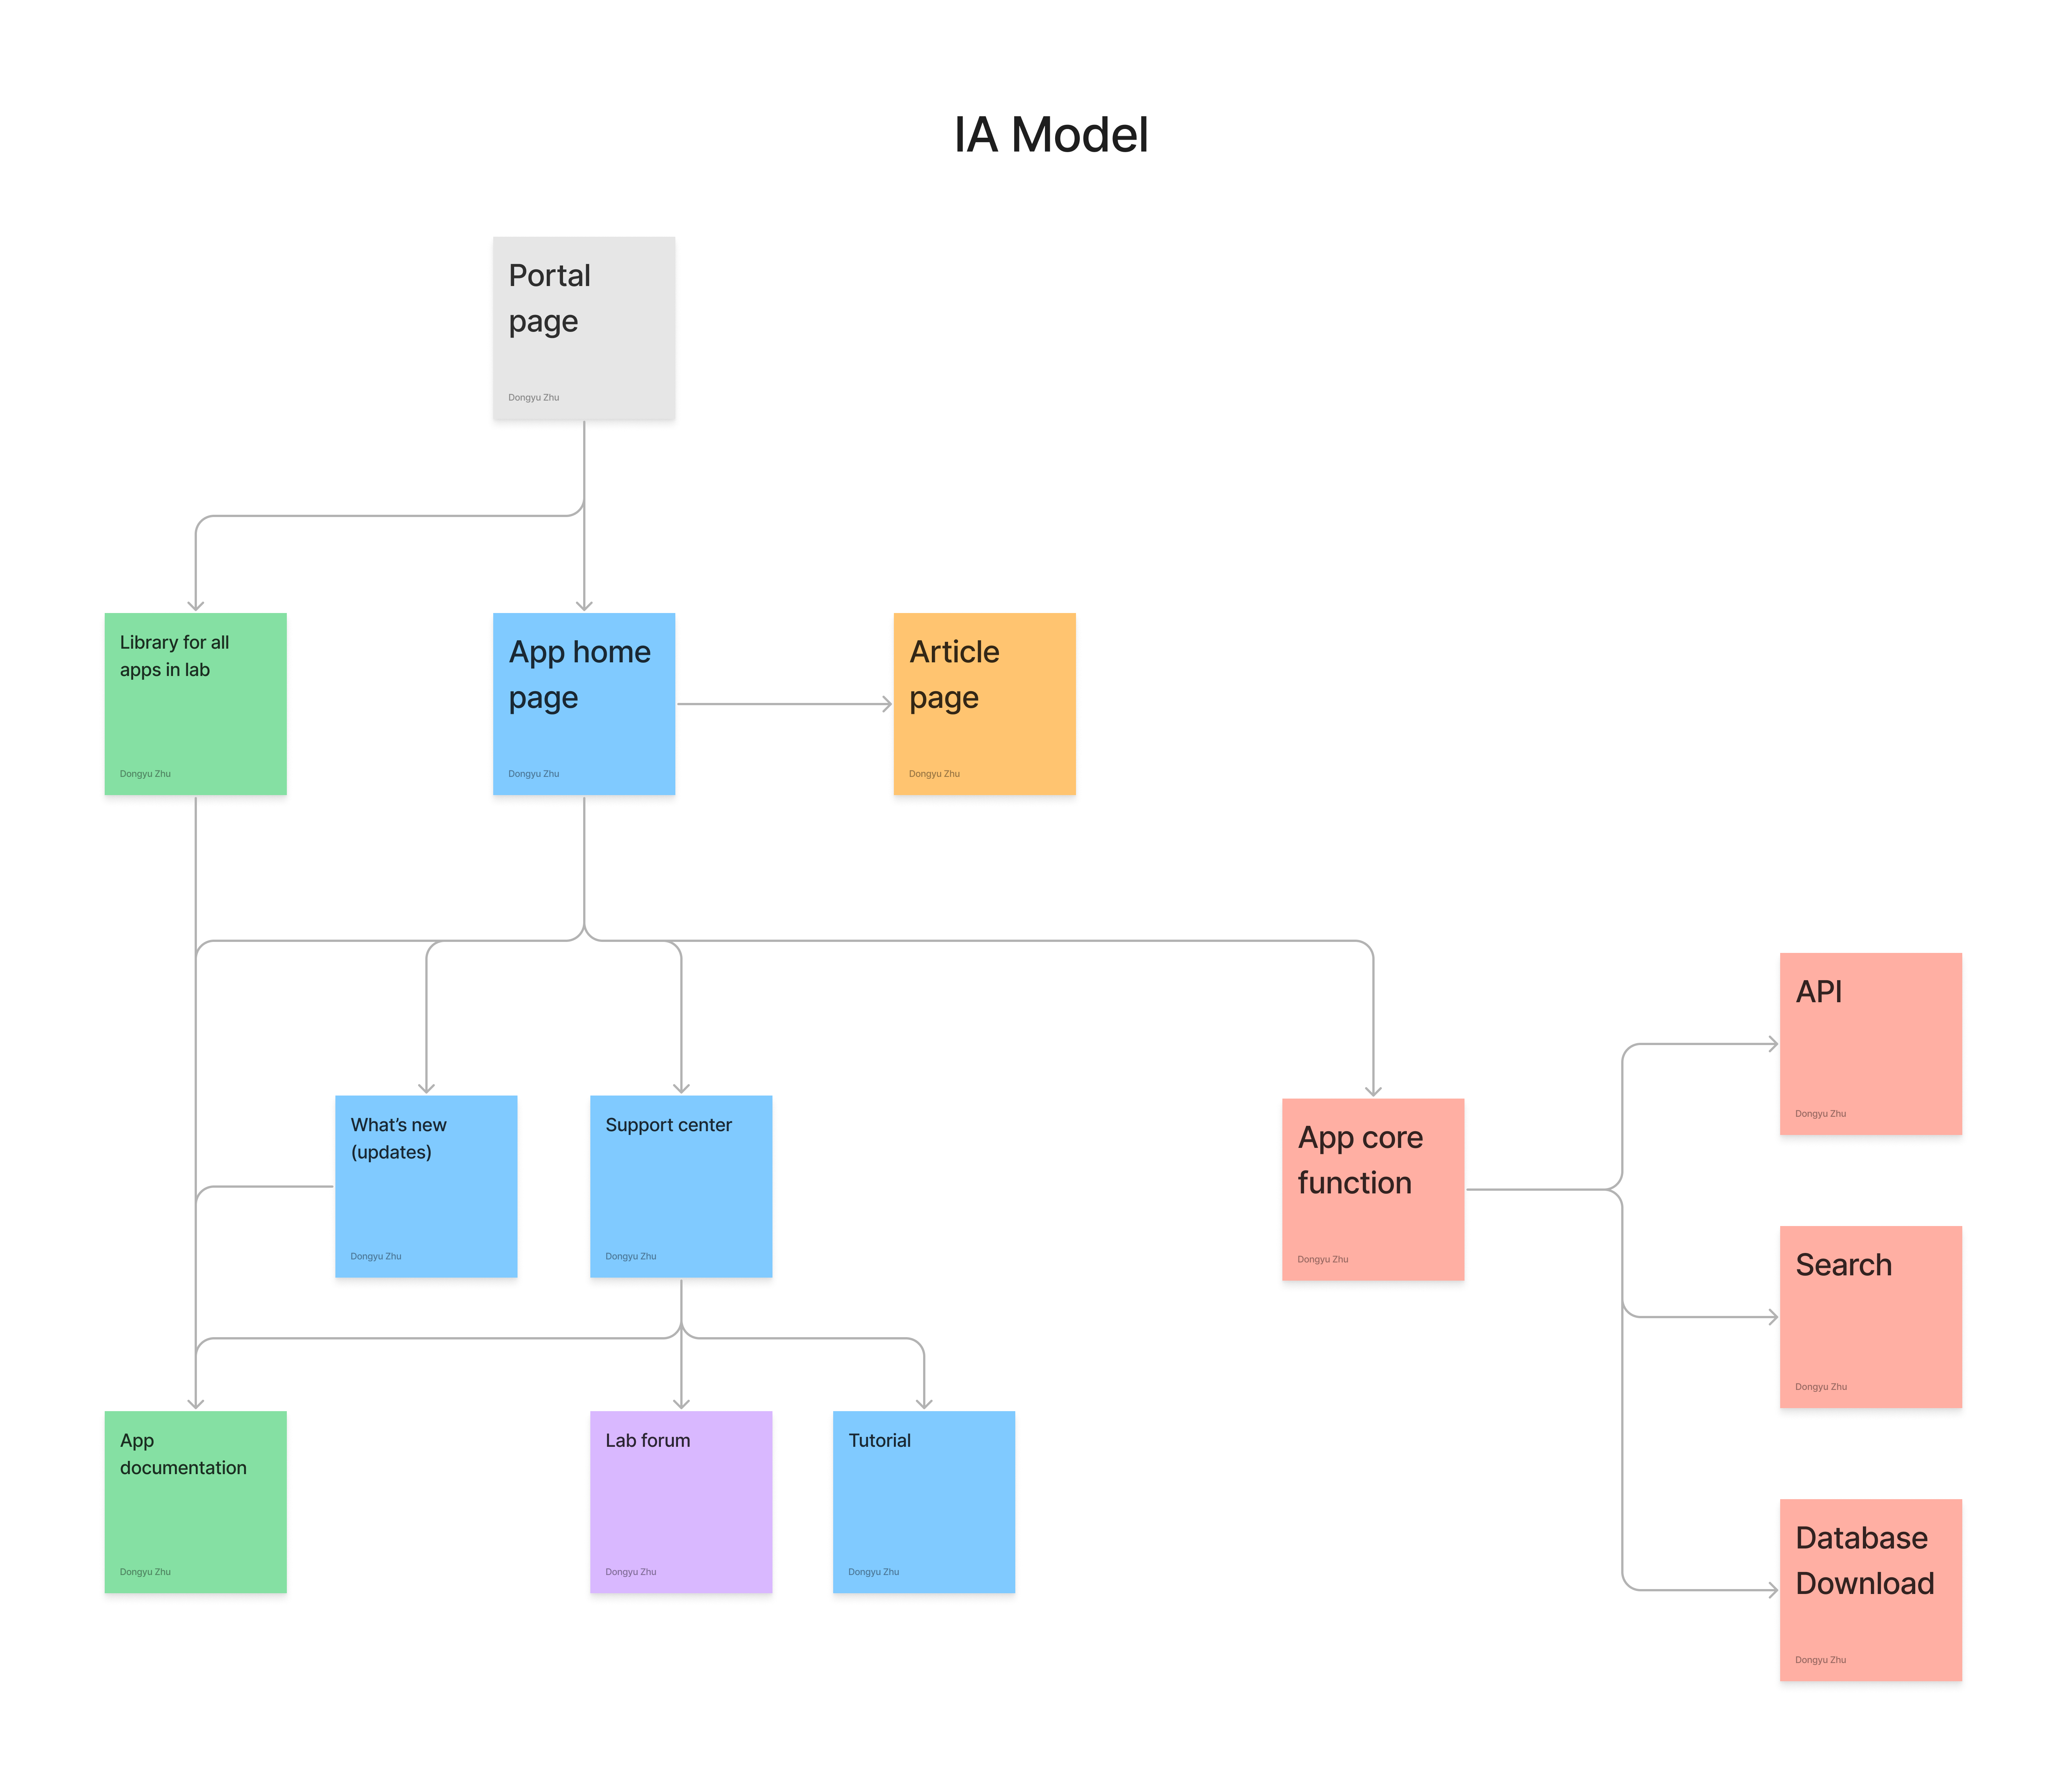 IA Model
Portal
page
Dongyu Zhu
Library for all
apps in lab
Dongyu Zhu
App home
page
Dongyu Zhu
Article
page
Dongyu Zhu
What’s new
(updates)
Dongyu Zhu
Support center
Dongyu Zhu
App core
function
Dongyu Zhu
API
Dongyu Zhu
Search
Dongyu Zhu
Database
Download
Dongyu Zhu
App
documentation
Dongyu Zhu
Lab forum
Dongyu Zhu
Tutorial
Dongyu Zhu